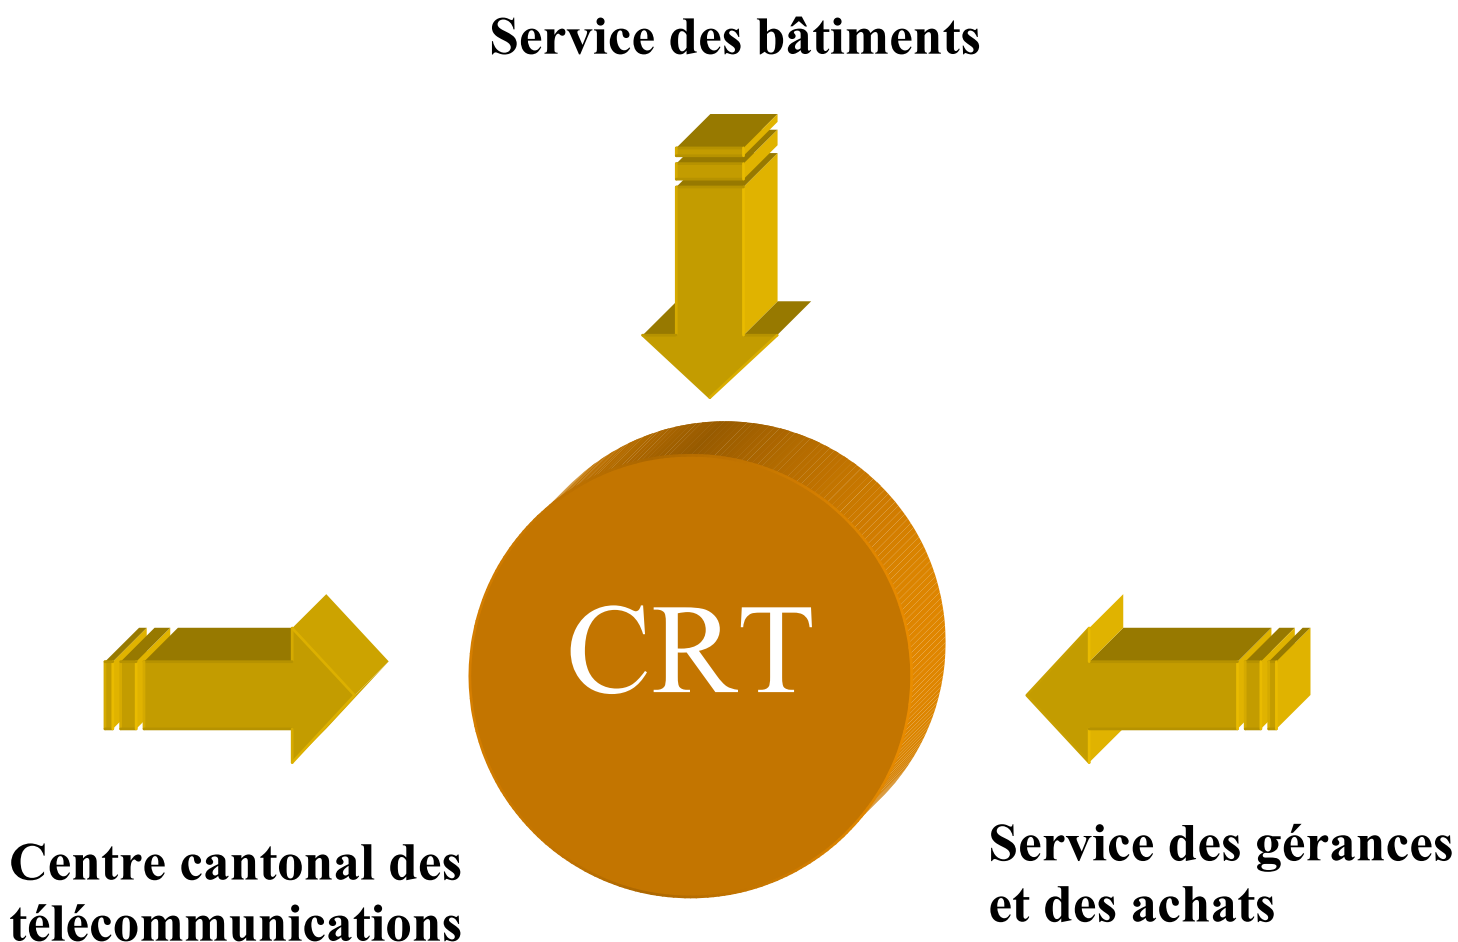 Service des bâtiments
CRT
Centre cantonal des
télécommunications
Service des gérances
et des achats